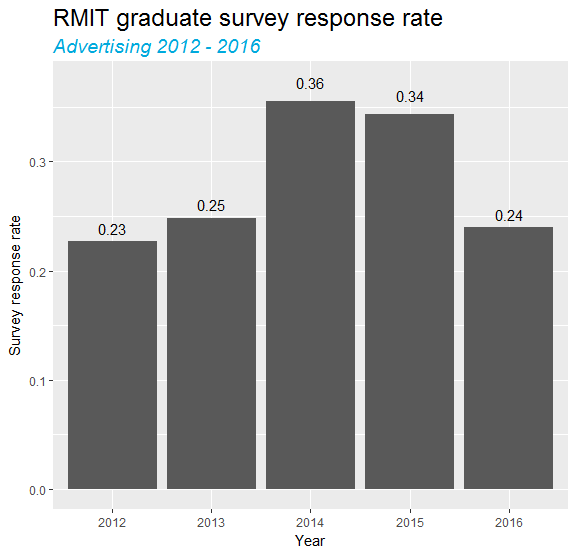 RMIT graduate survey response rate
Advertising 2012 - 2016
0.36
0.34
0.25
0.24
0.23
0.3
0.2
0.1
0.0
Survey response rate
2012 2013 2014 2015 2016
Year